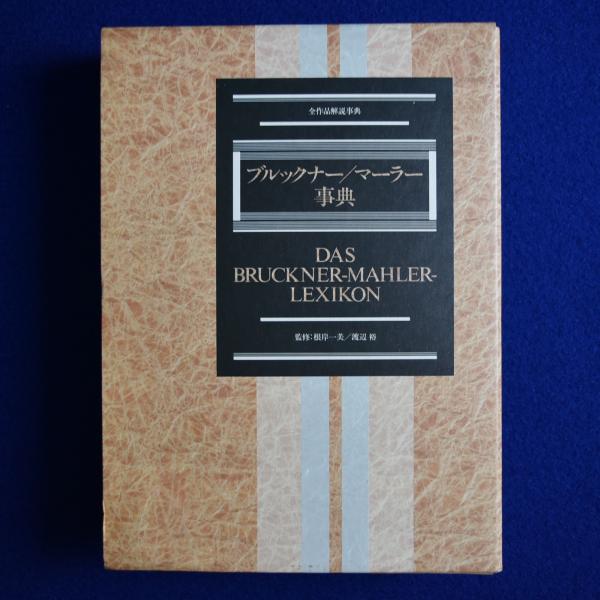 全作品解説事典
ブルックナー/マーラー
事典
DAS
BRUCKNER-MAHLER-
LEXIKON
監修:根岸一美/渡辺 裕